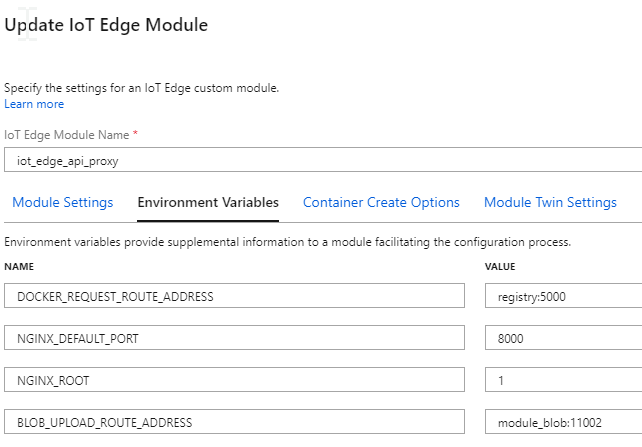 Update IoT Edge Module
Specify the settings for an IoT Edge custom module.
Learn more
IoT Edge Module Name *
iot_edge_api_proxy
Module Settings Environment Variables Container Create Options Module Twin Settings
Environment variables provide supplemental information to a module facilitating the configuration process.
NAME VALUE
DOCKER_REQUEST_ROUTE_ADDRESS registry:5000
NGINX_DEFAULT_PORT 8000
NGINX_ROOT 1
BLOB_UPLOAD_ROUTE_ADDRESS module_blob:11002